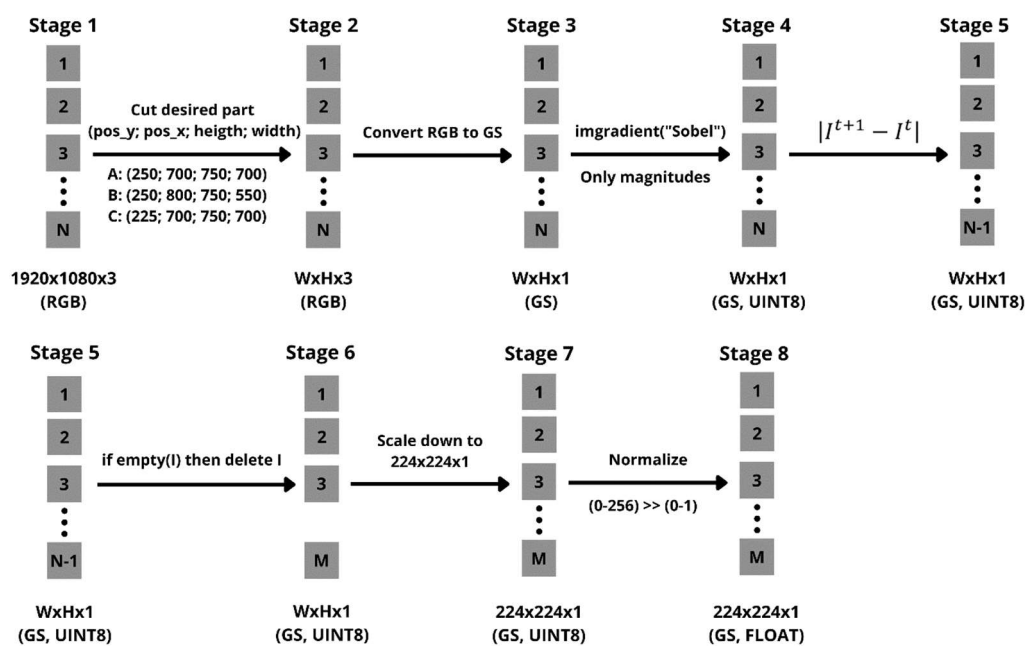 Stage 1 Stage 2 Stage 3 Stage 4 Stage 5
1 1 1 1 1
2 2 2 2 2
Cut desired part
(pos_y; pos_x; heigth; width)
Convert RGB to GS
imgradient("Sobel")
|I^{t+1} − I^{t}|
3 3 3 3 3
Only magnitudes
A: (250; 700; 750; 700)
B: (250; 800; 750; 550)
C: (225; 700; 750; 700)
N N N N N-1
1920x1080x3 WxHx3 WxHx1 WxHx1 WxHx1
(RGB) (RGB) (GS) (GS, UINT8) (GS, UINT8)
Stage 5 Stage 6 Stage 7 Stage 8
1 1 1 1
2 2 2 2
if empty(I) then delete I
Scale down to
224x224x1
Normalize
3 3 3 3
(0-256) >> (0-1)
N-1 M M M
WxHx1 WxHx1 224x224x1 224x224x1
(GS, UINT8) (GS, UINT8) (GS, UINT8) (GS, FLOAT)